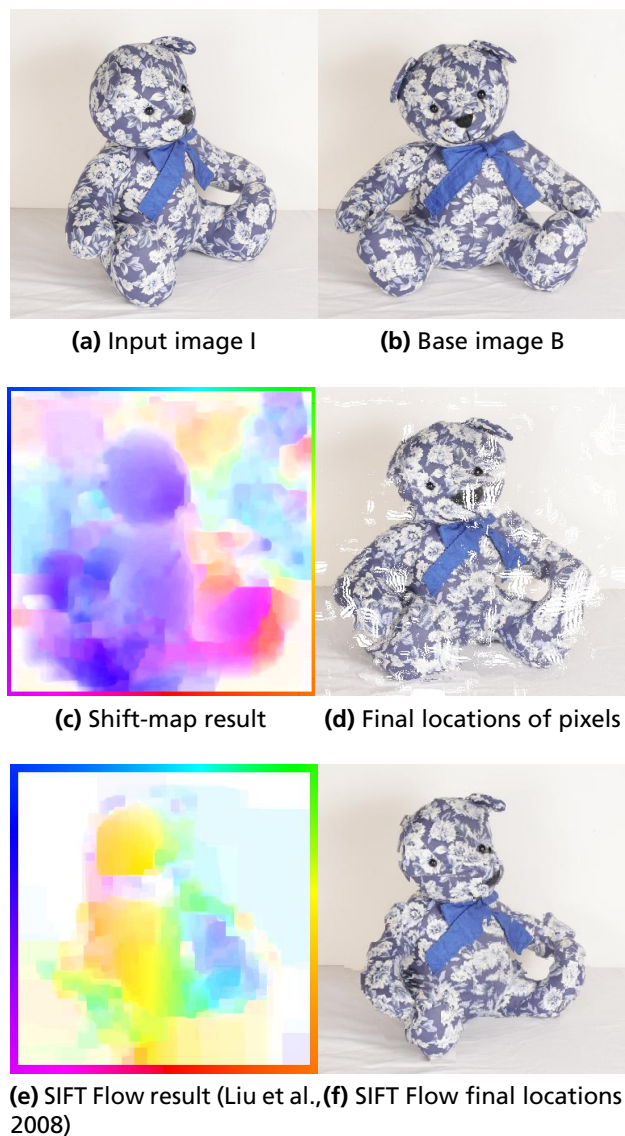 (a) Input image I
(b) Base image B
(c) Shift-map result
(d) Final locations of pixels
(e) SIFT Flow result (Liu et al.,
2008)
(f) SIFT Flow final locations